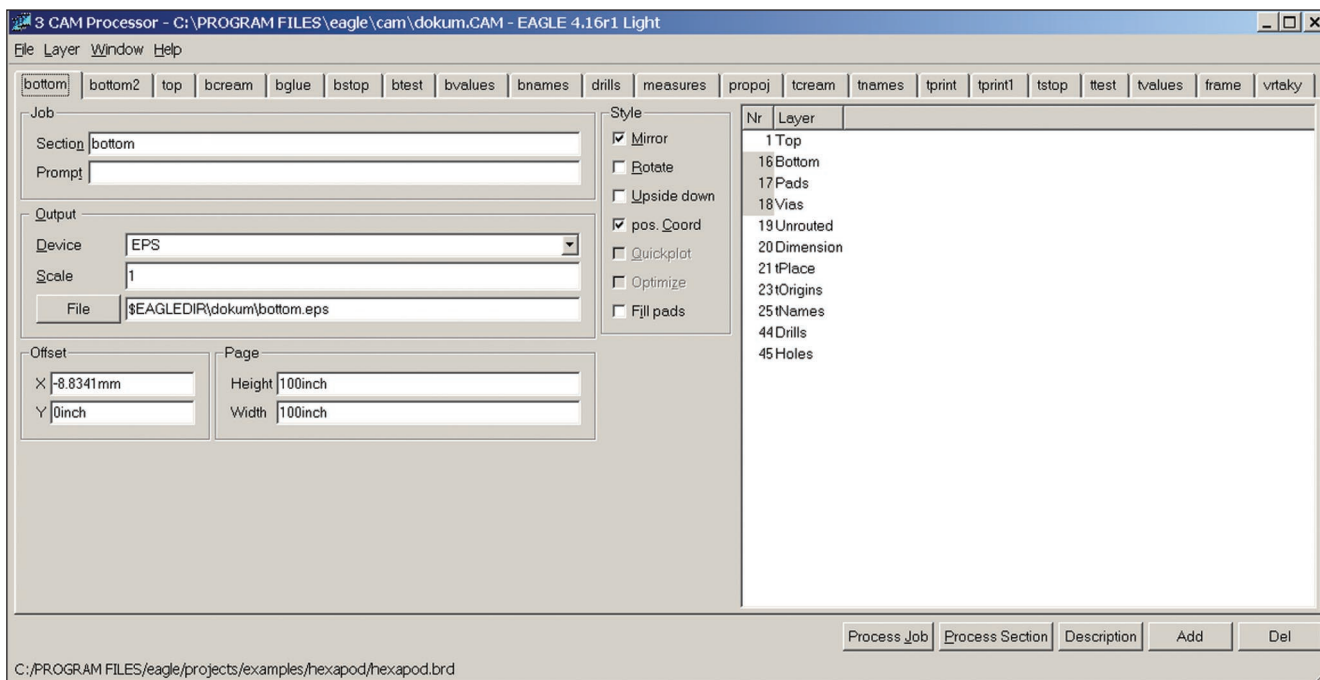 3 CAM Processor - C:\PROGRAM FILES\eagle\cam\dokum.CAM - EAGLE 4.16r1 Light
File Layer Window Help
bottom bottom2 top bcream bglue bstop btest bvalues bnames drills measures propoj tcream tnames tprint tprint1 tstop ttest tvalues frame vrtaky
Job
Section bottom
Prompt
Output
Device EPS
Scale 1
File $EAGLEDIR\dokum\bottom.eps
Offset
X -8.8341mm
Y 0inch
Page
Height 100inch
Width 100inch
Style
Mirror
Rotate
Upside down
pos. Coord
Quickplot
Optimize
Fill pads
Nr Layer
1 Top
16 Bottom
17 Pads
18 Vias
19 Unrouted
20 Dimension
21 tPlace
23 tOrigins
25 tNames
44 Drills
45 Holes
Process Job Process Section Description Add Del
C:/PROGRAM FILES/eagle/projects/examples/hexapod/hexapod.brd